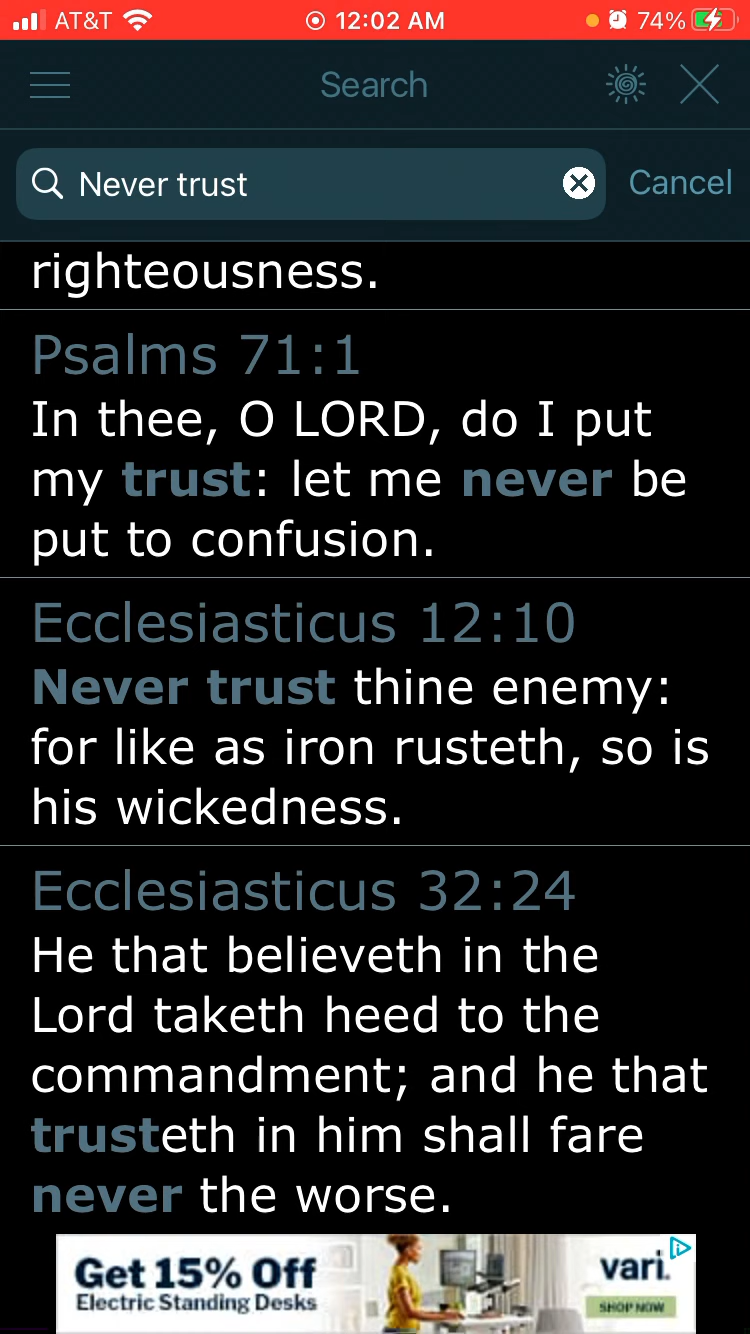 AT&T 12:02 AM 74%
Search
Never trust Cancel
righteousness.
Psalms 71:1
In thee, O LORD, do I put
my trust: let me never be
put to confusion.
Ecclesiasticus 12:10
Never trust thine enemy:
for like as iron rusteth, so is
his wickedness.
Ecclesiasticus 32:24
He that believeth in the
Lord taketh heed to the
commandment; and he that
trusteth in him shall fare
never the worse.
Get 15% Off
Electric Standing Desks
vari.
SHOP NOW